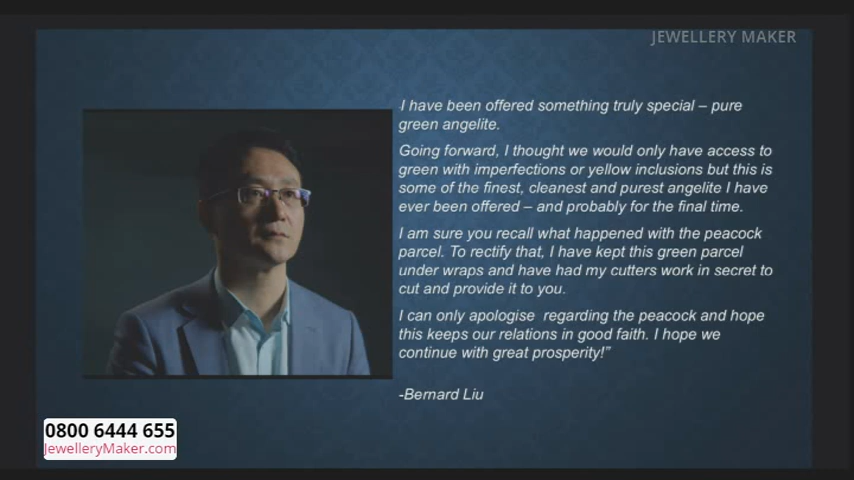 JEWELLERY MAKER
I have been offered something truly special – pure
green angelite.
Going forward, I thought we would only have access to
green with imperfections or yellow inclusions but this is
some of the finest, cleanest and purest angelite I have
ever been offered – and probably for the final time.
I am sure you recall what happened with the peacock
parcel. To rectify that, I have kept this green parcel
under wraps and have had my cutters work in secret to
cut and provide it to you.
I can only apologise  regarding the peacock and hope
this keeps our relations in good faith. I hope we
continue with great prosperity!”
-Bernard Liu
0800 6444 655
JewelleryMaker.com